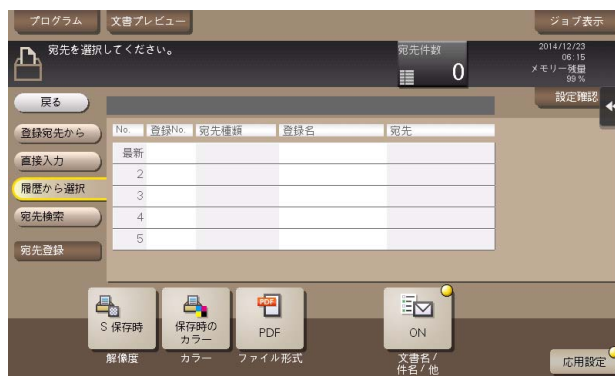 プログラム
文書プレビュー
ジョブ表示
宛先を選択してください。
宛先件数
0
2014/12/23
06:15
メモリー残量
99 %
戻る
設定確認
登録宛先から
直接入力
履歴から選択
宛先検索
宛先登録
No. 登録No. 宛先種類 登録名 宛先
最新
2
3
4
5
S 保存時
解像度
保存時の
カラー
カラー
PDF
PDF
ファイル形式
ON
文書名/
件名/他
応用設定